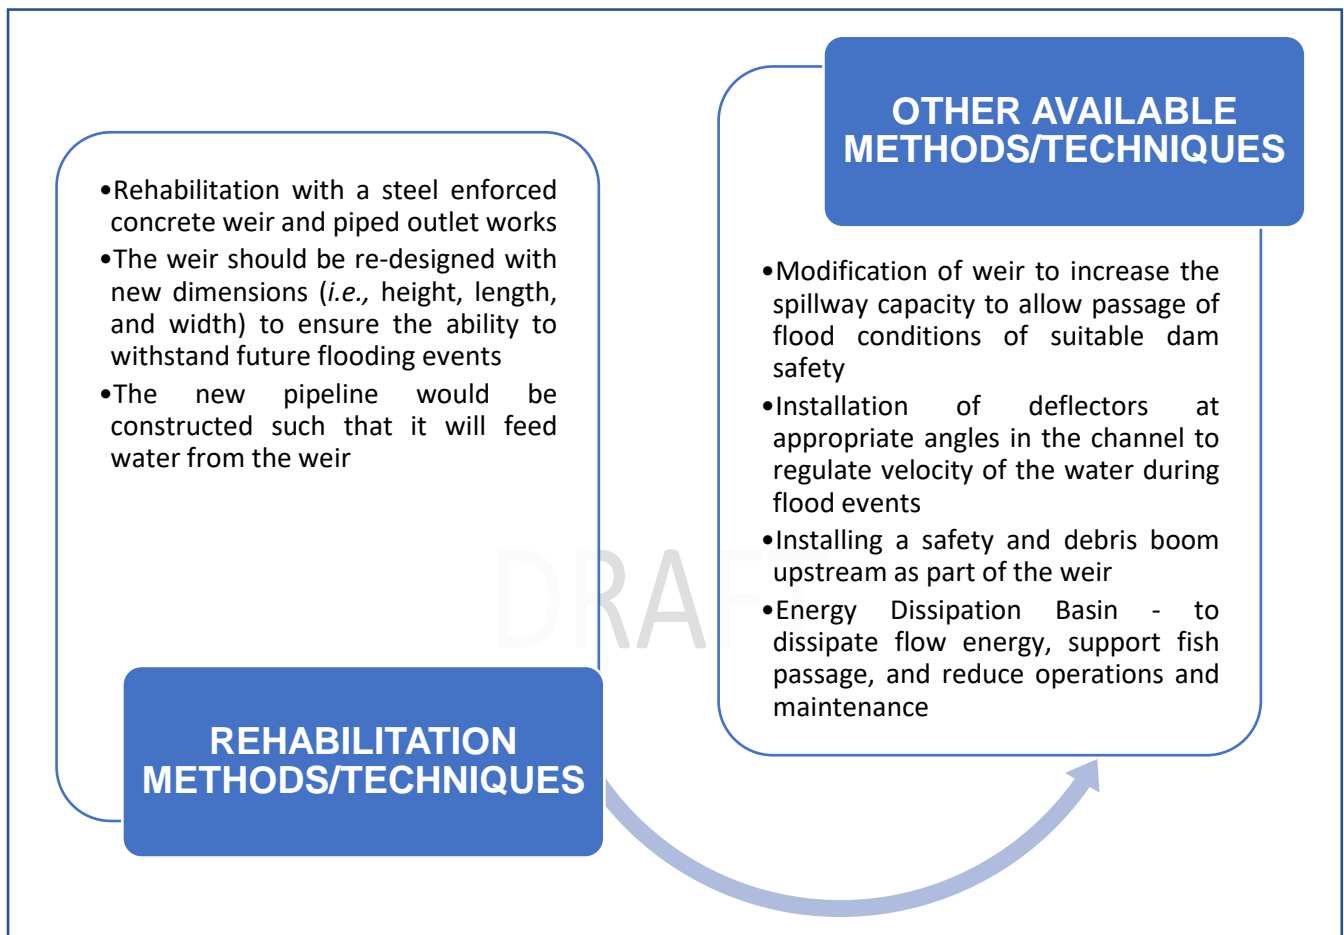 •Rehabilitation with a steel enforced
concrete weir and piped outlet works
•The weir should be re-designed with
new dimensions (i.e., height, length,
and width) to ensure the ability to
withstand future flooding events
•The new pipeline would be
constructed such that it will feed
water from the weir
REHABILITATION
METHODS/TECHNIQUES
OTHER AVAILABLE
METHODS/TECHNIQUES
•Modification of weir to increase the
spillway capacity to allow passage of
flood conditions of suitable dam
safety
•Installation of deflectors at
appropriate angles in the channel to
regulate velocity of the water during
flood events
•Installing a safety and debris boom
upstream as part of the weir
•Energy Dissipation Basin - to
dissipate flow energy, support fish
passage, and reduce operations and
maintenance
DRAFT